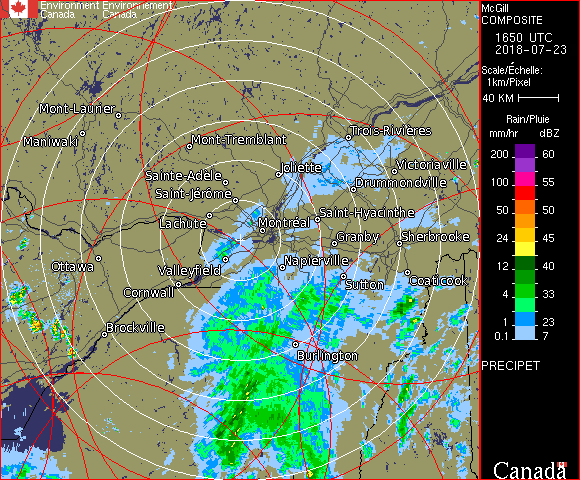 Environment Environnement
Canada Canada
McGill
COMPOSITE
1650 UTC
2018-07-23
Scale/Échelle:
1km/Pixel
40 KM
Rain/Pluie
mm/hr dBZ
200 60
100 55
50 50
24 45
12 40
4 33
1 23
0.1 7
PRECIPET
Canada
Mont-Laurier
Maniwaki
Mont-Tremblant
Trois-Rivières
Sainte-Adèle
Joliette
Victoriaville
Saint-Jérôme
Drummondville
Lachute
Montréal
Saint-Hyacinthe
Granby
Sherbrooke
Ottawa
Valleyfield
Napierville
Cornwall
Sutton
Coaticook
Brockville
Burlington